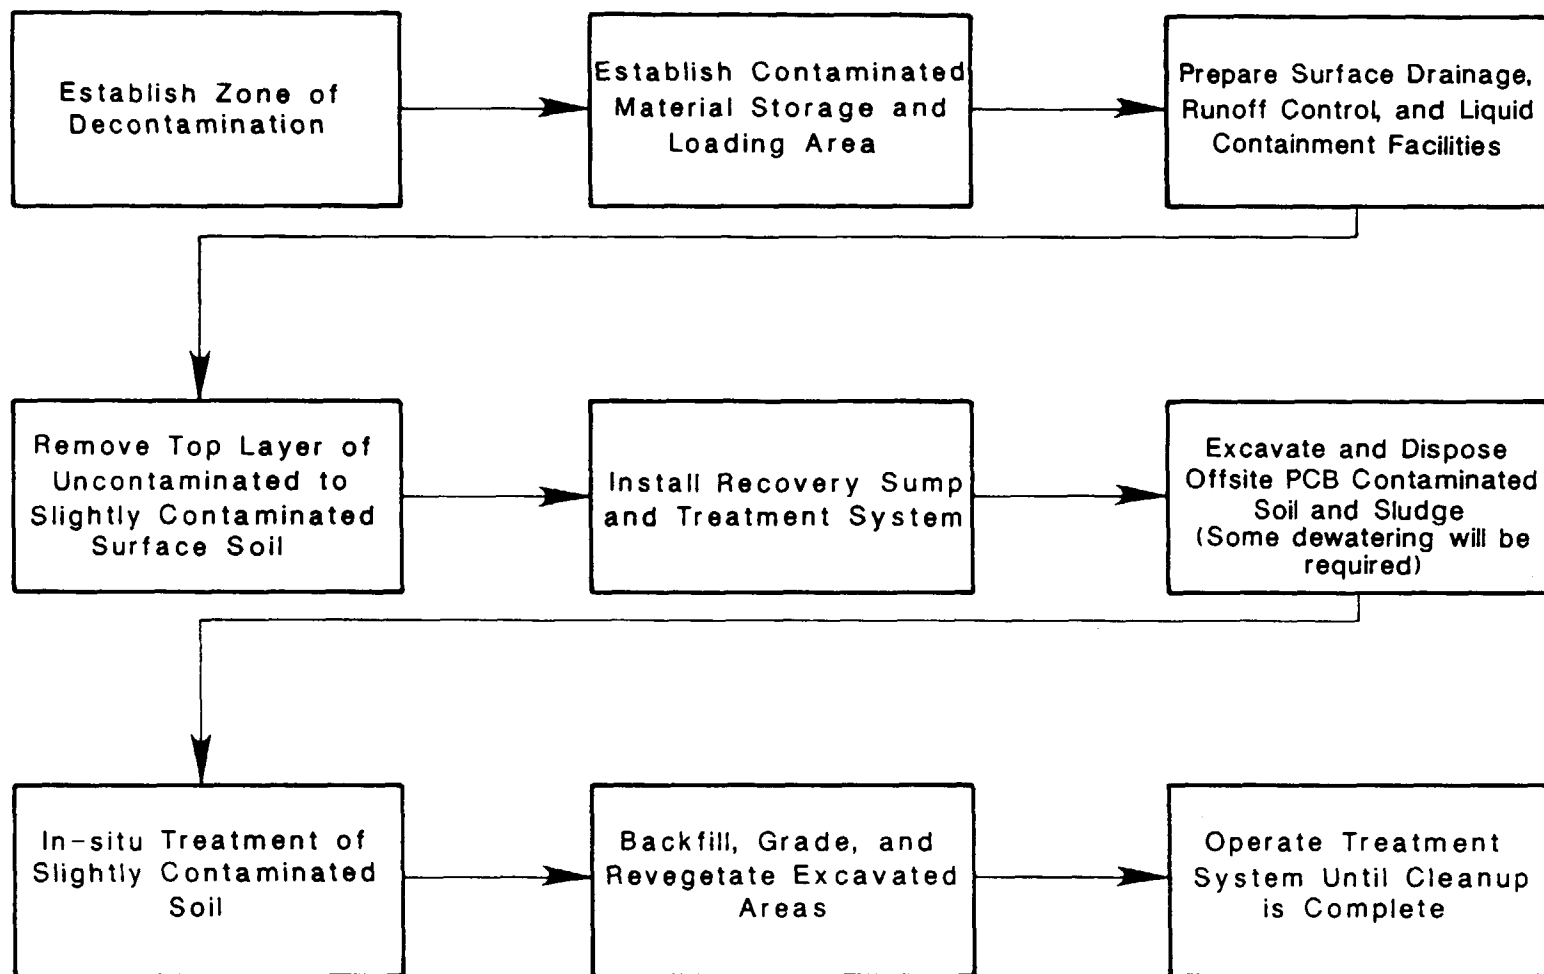 Establish Zone of
Decontamination
Establish Contaminated
Material Storage and
Loading Area
Prepare Surface Drainage,
Runoff Control, and Liquid
Containment Facilities
Remove Top Layer of
Uncontaminated to
Slightly Contaminated
Surface Soil
Install Recovery Sump
and Treatment System
Excavate and Dispose
Offsite PCB Contaminated
Soil and Sludge
(Some dewatering will be
required)
In-situ Treatment of
Slightly Contaminated
Soil
Backfill, Grade, and
Revegetate Excavated
Areas
Operate Treatment
System Until Cleanup
is Complete